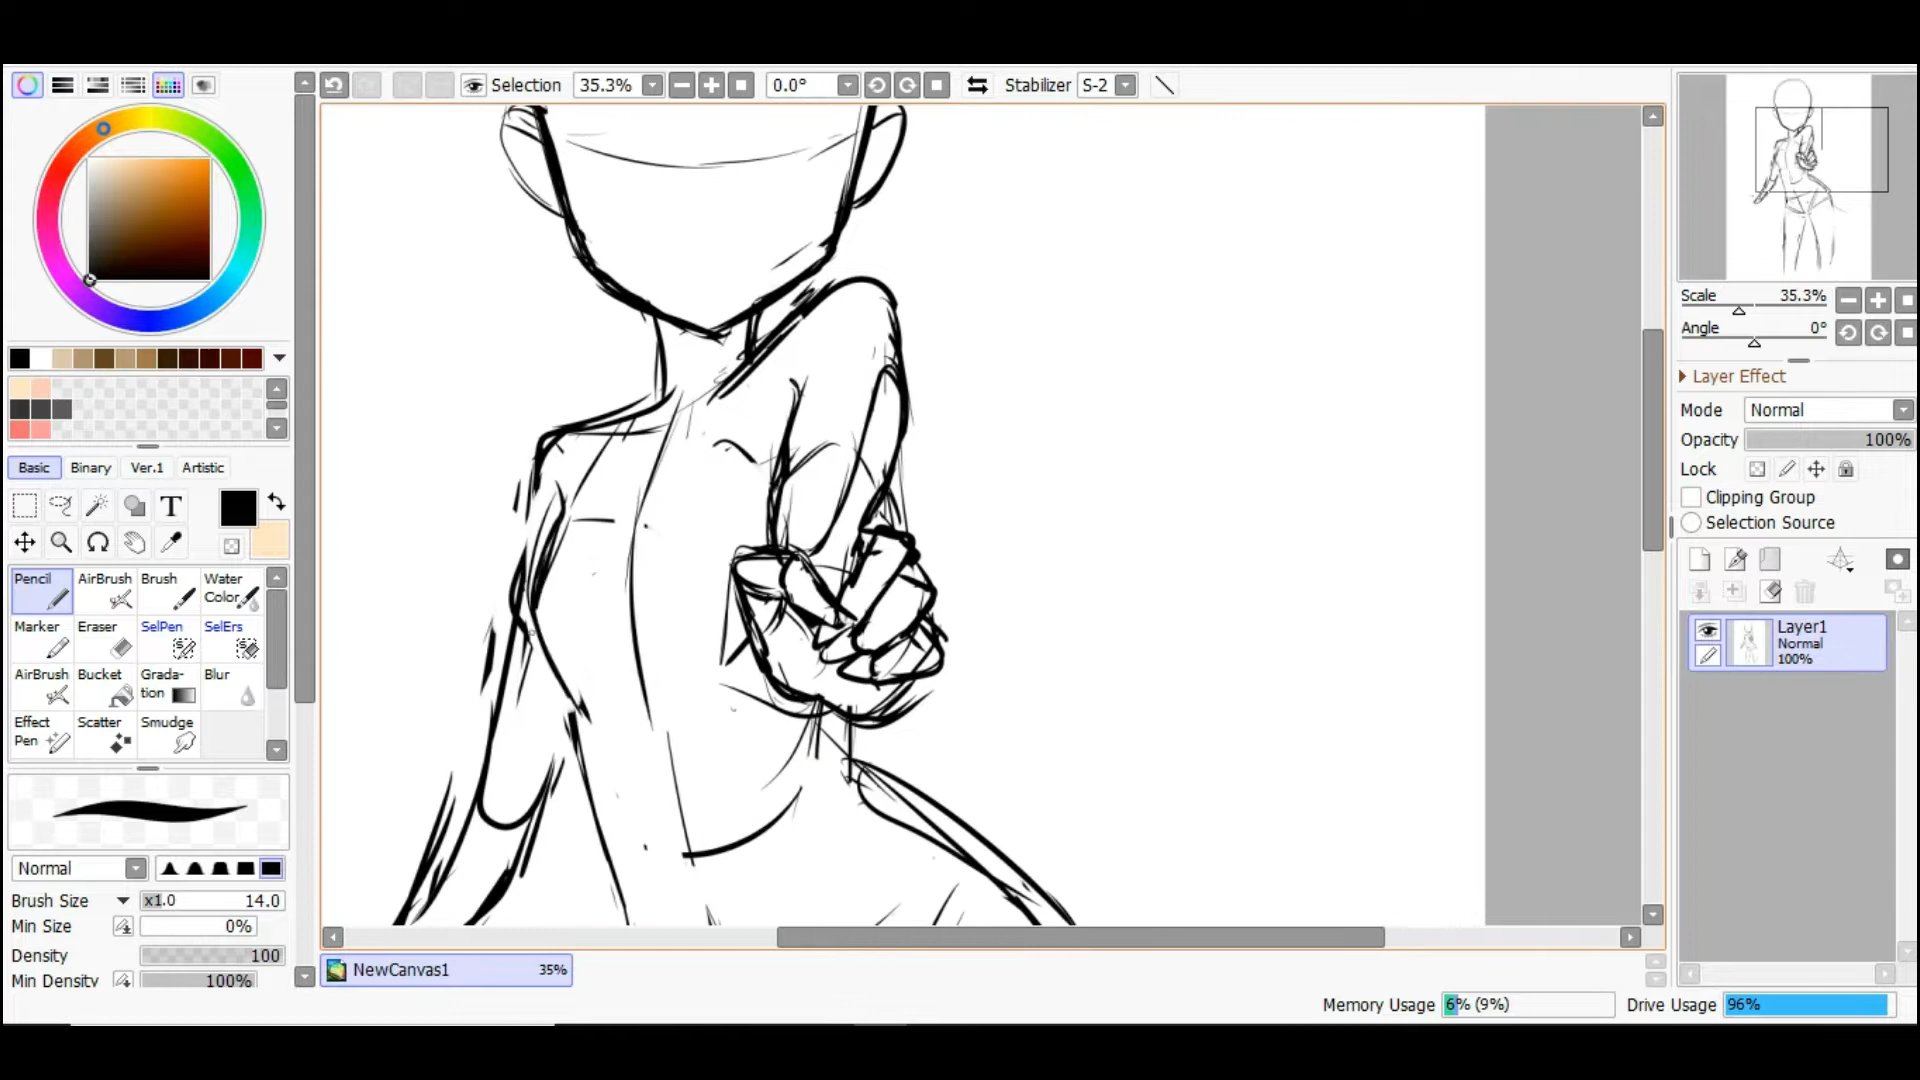 Selection 35.3% 0.0° Stabilizer S-2
Scale 35.3%
Angle 0°
Layer Effect
Mode Normal
Opacity 100%
Lock
Clipping Group
Selection Source
Layer1
Normal
100%
Basic Binary Ver.1 Artistic
T
Pencil AirBrush Brush Water Color
Marker Eraser SelPen SelErs
AirBrush Bucket Grada-tion Blur
Effect Pen Scatter Smudge
Normal
Brush Size x1.0 14.0
Min Size 0%
Density 100
Min Density 100%
NewCanvas1 35%
Memory Usage 6% (9%) Drive Usage 96%